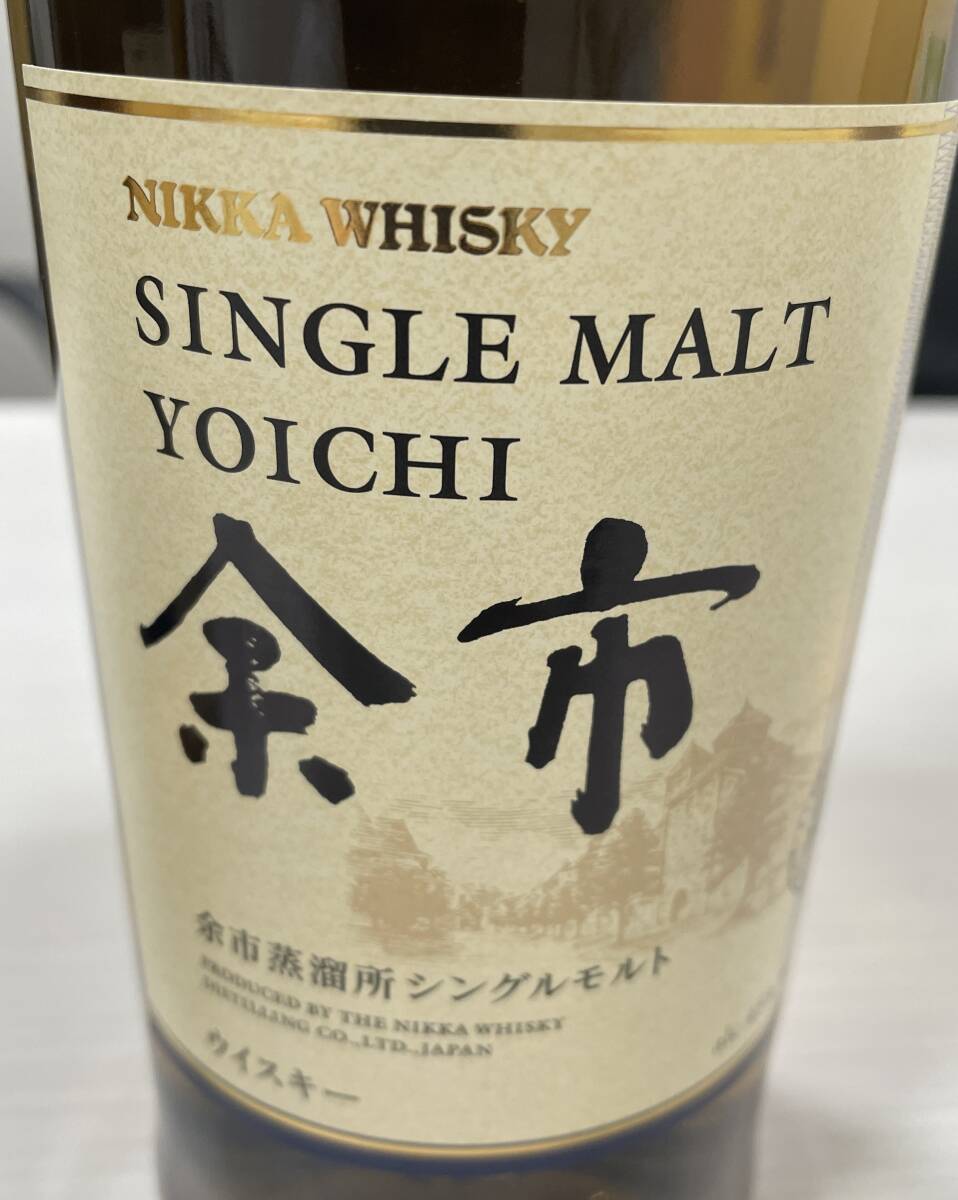 NIKKA WHISKY
SINGLE MALT
YOICHI
余市
余市蒸溜所シングルモルト
PRODUCED BY THE NIKKA WHISKY
DISTILLING CO.,LTD.,JAPAN
ウイスキー